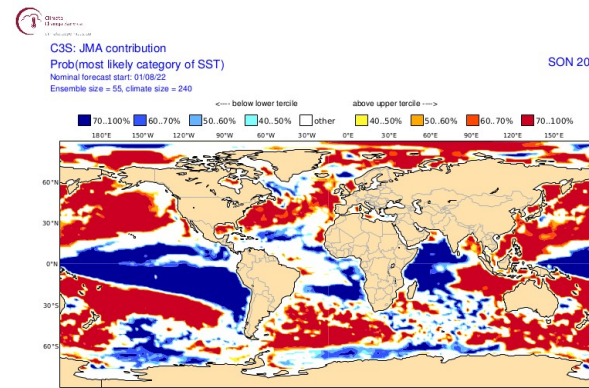 Climate
Change Service
C3S: JMA contribution
Prob(most likely category of SST)
SON 20
Nominal forecast start: 01/08/22
Ensemble size = 55, climate size = 240
<---- below lower tercile
above upper tercile ---->
70..100% 60..70% 50..60% 40..50% other 40..50% 50..60% 60..70% 70..100%
180°E 150°W 120°W 90°W 60°W 30°W 0°E 30°E 60°E 90°E 120°E 150°E
60°N
30°N
0°N
30°S
60°S